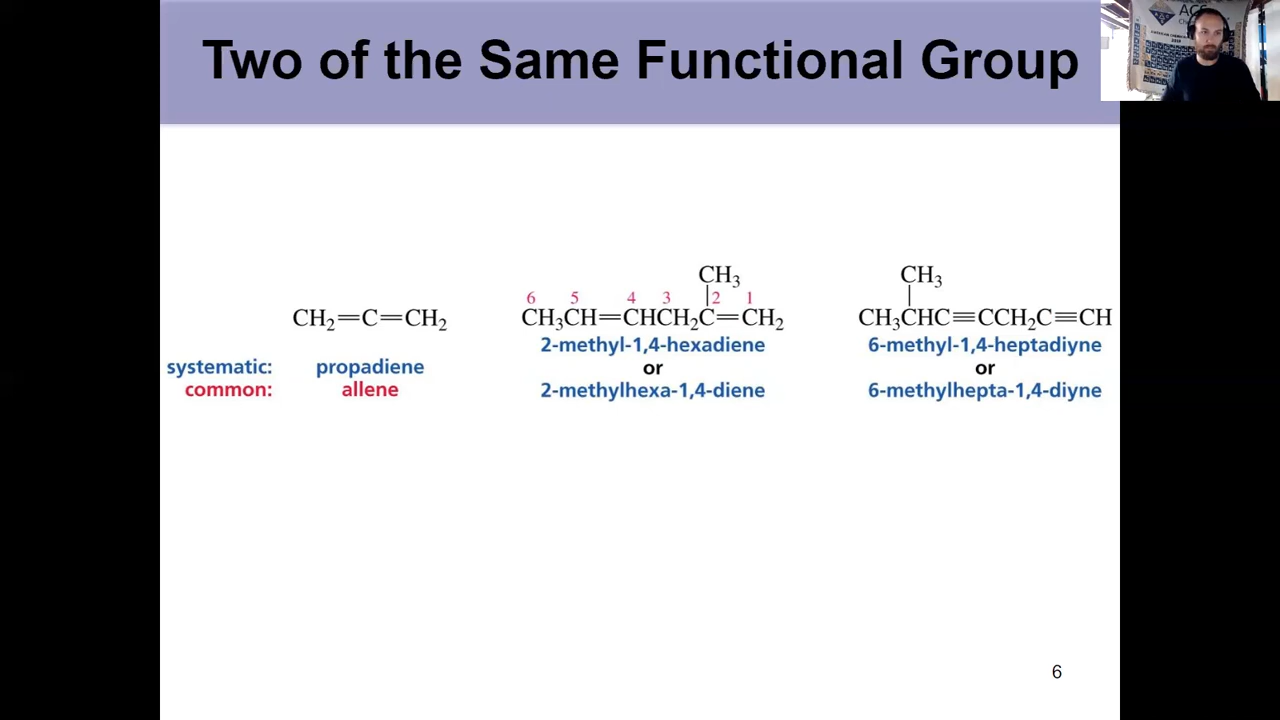 Two of the Same Functional Group
ACS
CH₂=C=CH₂
systematic: propadiene
common: allene
CH₃
6 5 4 3 2 1
CH₃CH=CHCH₂C=CH₂
2-methyl-1,4-hexadiene
or
2-methylhexa-1,4-diene
CH₃
CH₃CHC≡CCH₂C≡CH
6-methyl-1,4-heptadiyne
or
6-methylhepta-1,4-diyne
6